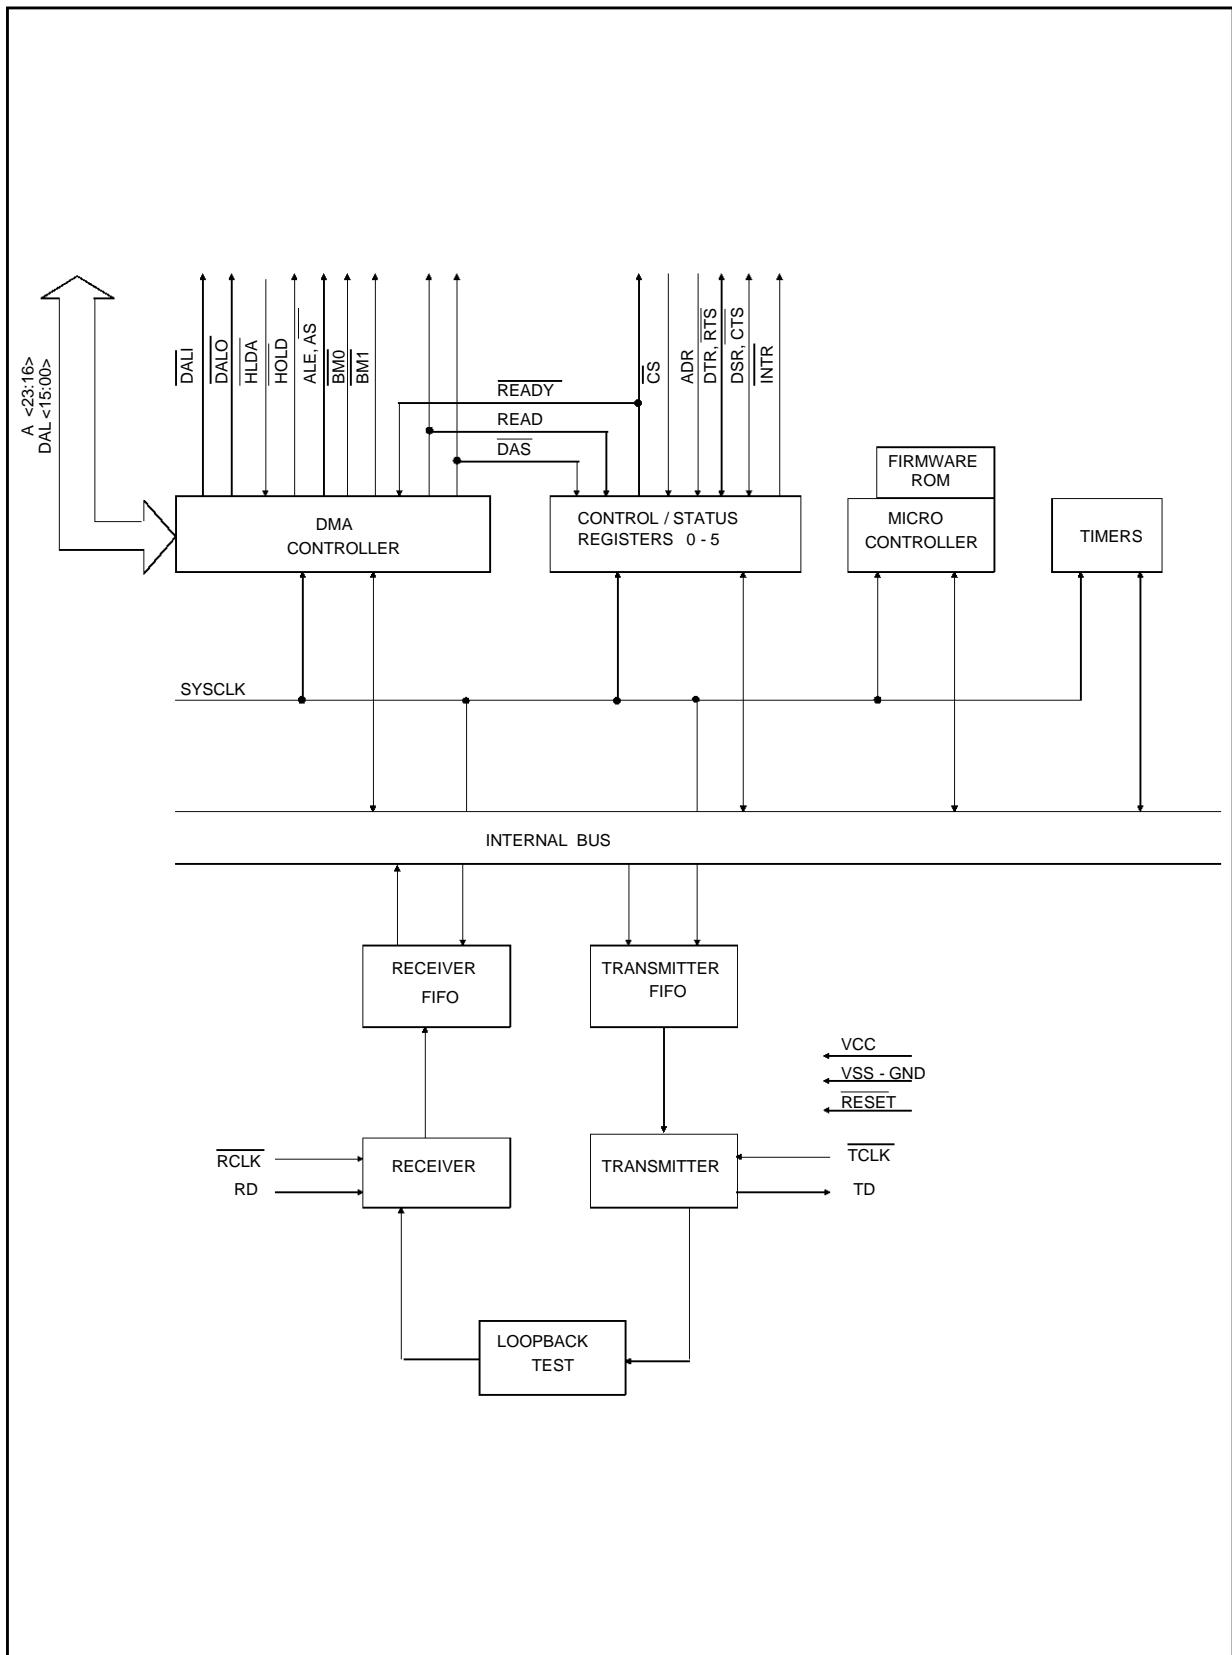 A <23:16>
DAL <15:00>
DALI
DALO
HLDA
HOLD
ALE, AS
BM0
BM1
READY
READ
DAS
CS
ADR
DTR, RTS
DSR, CTS
INTR
DMA
CONTROLLER
CONTROL / STATUS
REGISTERS 0 - 5
FIRMWARE
ROM
MICRO
CONTROLLER
TIMERS
SYSCLK
INTERNAL BUS
RECEIVER
FIFO
TRANSMITTER
FIFO
VCC
VSS - GND
RESET
RCLK
RD
RECEIVER
TRANSMITTER
TCLK
TD
LOOPBACK
TEST